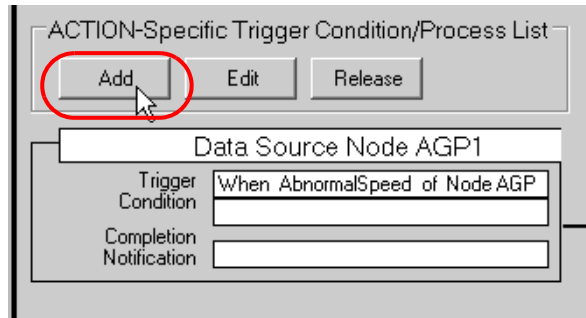 ACTION-Specific Trigger Condition/Process List
Add Edit Release
Data Source Node AGP1
Trigger Condition
When AbnormalSpeed of Node AGP
Completion Notification